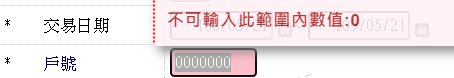 不可輸入此範圍內數值:0
* 交易日期
* 戶號 0000000